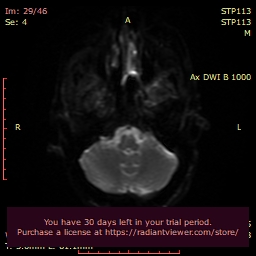 Im: 29/46
Se: 4
A
STP113
STP113
M
Ax DWI B 1000
R
L
You have 30 days left in your trial period.
Purchase a license at https://radiantviewer.com/store/